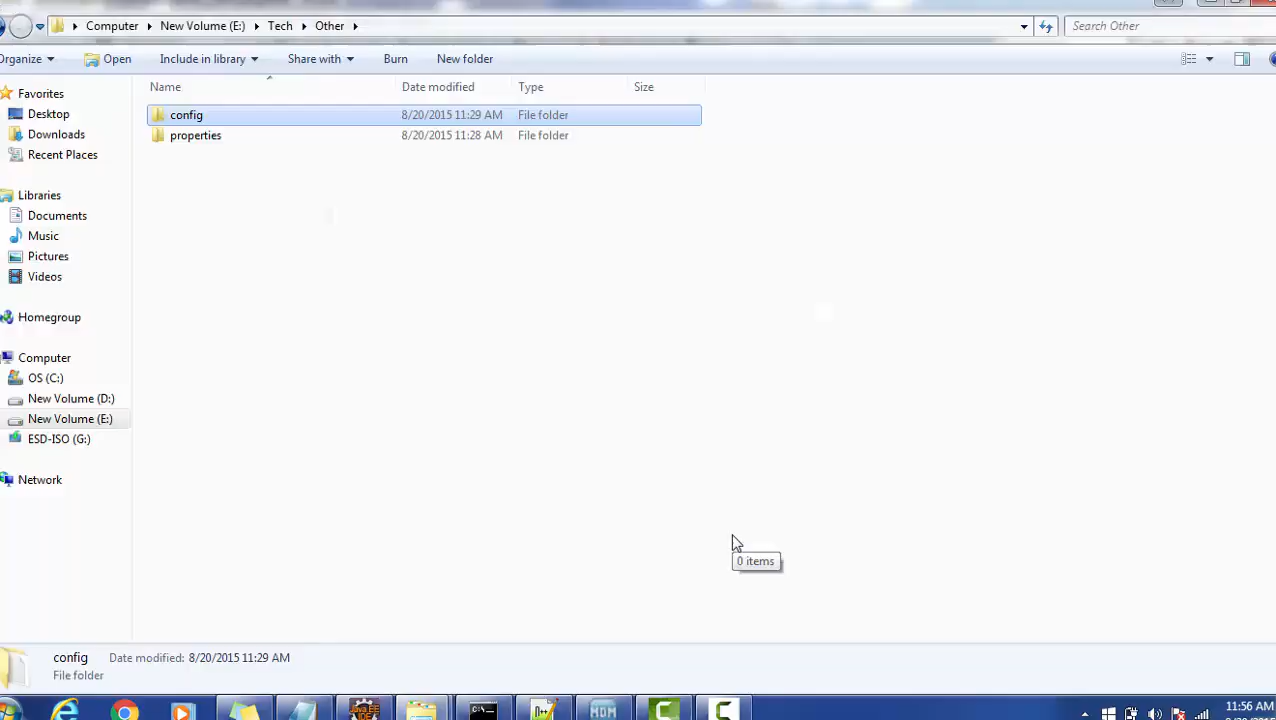 Computer New Volume (E:) Tech Other Search Other
Organize Open Include in library Share with Burn New folder
Name Date modified Type Size
Favorites
Desktop
Downloads
Recent Places
Libraries
Documents
Music
Pictures
Videos
Homegroup
Computer
OS (C:)
New Volume (D:)
New Volume (E:)
ESD-ISO (G:)
Network
config 8/20/2015 11:29 AM File folder
properties 8/20/2015 11:28 AM File folder
0 items
config Date modified: 8/20/2015 11:29 AM
File folder
Java EE
MDM
11:56 AM